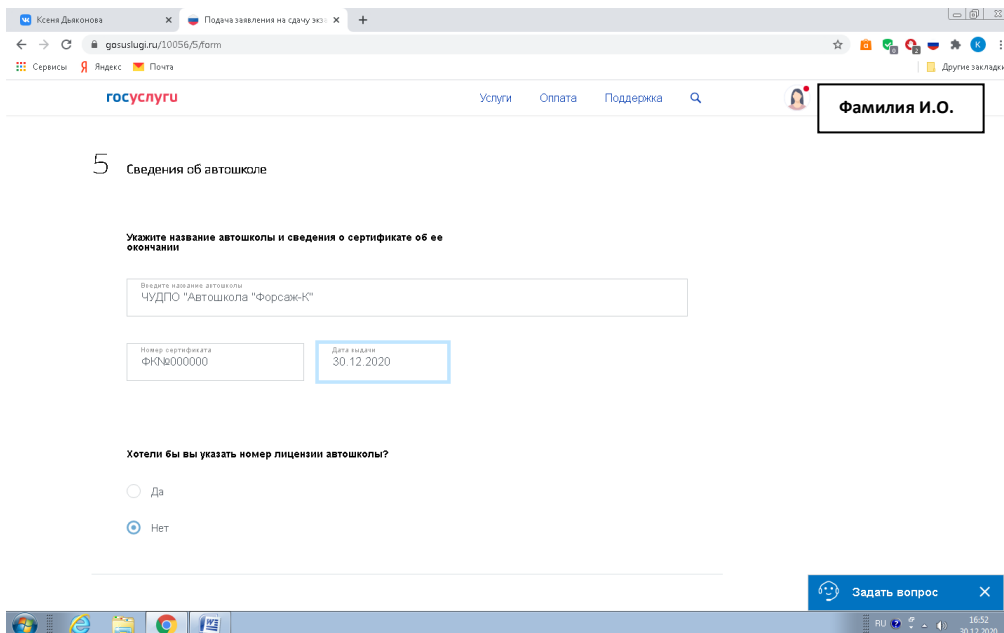 Ксеня Дьяконова
Подача заявления на сдачу экз
gosuslugi.ru/10056/5/form
Сервисы Яндекс Почта Другие закладки
госуслуги Услуги Оплата Поддержка Фамилия И.О.
5 Сведения об автошколе
Укажите название автошколы и сведения о сертификате об ее
окончании
Введите название автошколы
ЧУДПО "Автошкола "Форсаж-К"
Номер сертификата Дата выдачи
ФК№000000 30.12.2020
Хотели бы вы указать номер лицензии автошколы?
Да
Нет
Задать вопрос
RU 16:52
30.12.2020